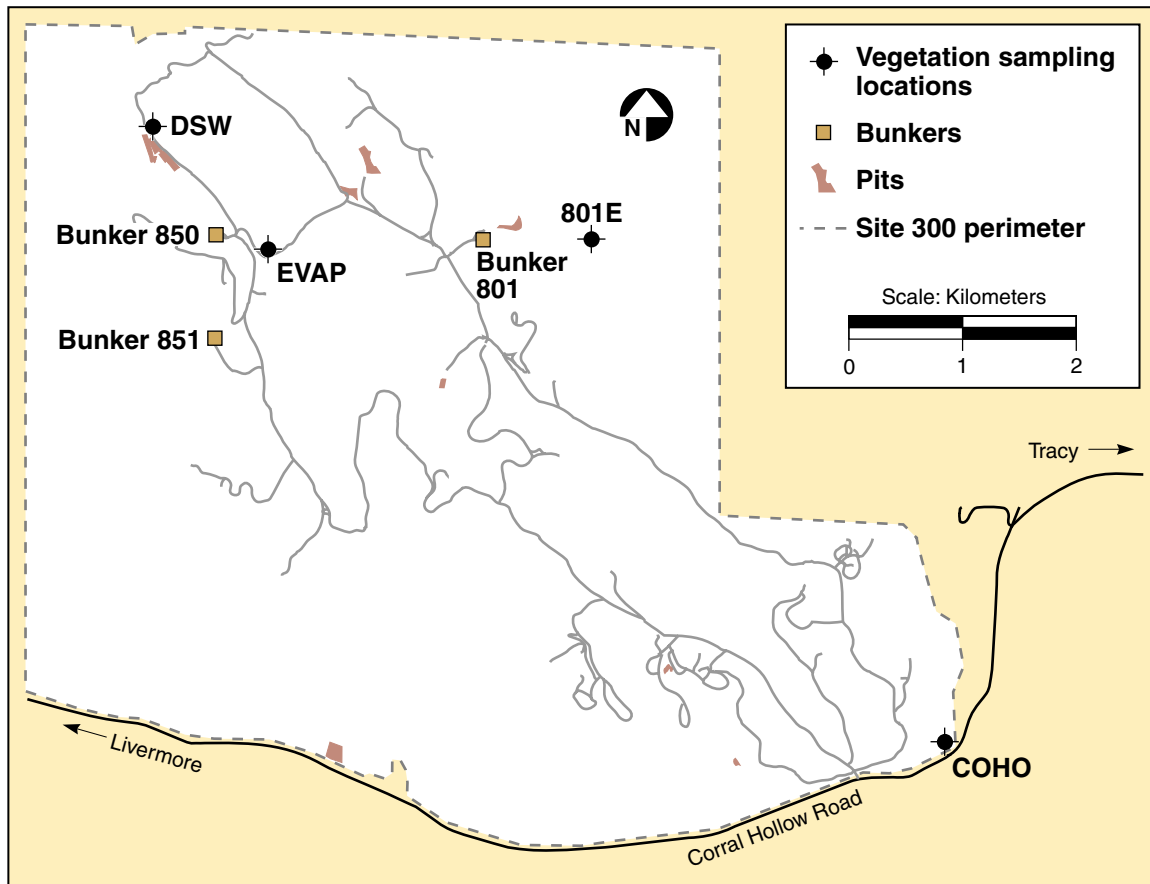 Vegetation sampling
locations
Bunkers
Pits
Site 300 perimeter
Scale: Kilometers
0 1 2
N
DSW
Bunker 850
EVAP
801E
Bunker
801
Bunker 851
Tracy
Livermore
COHO
Corral Hollow Road